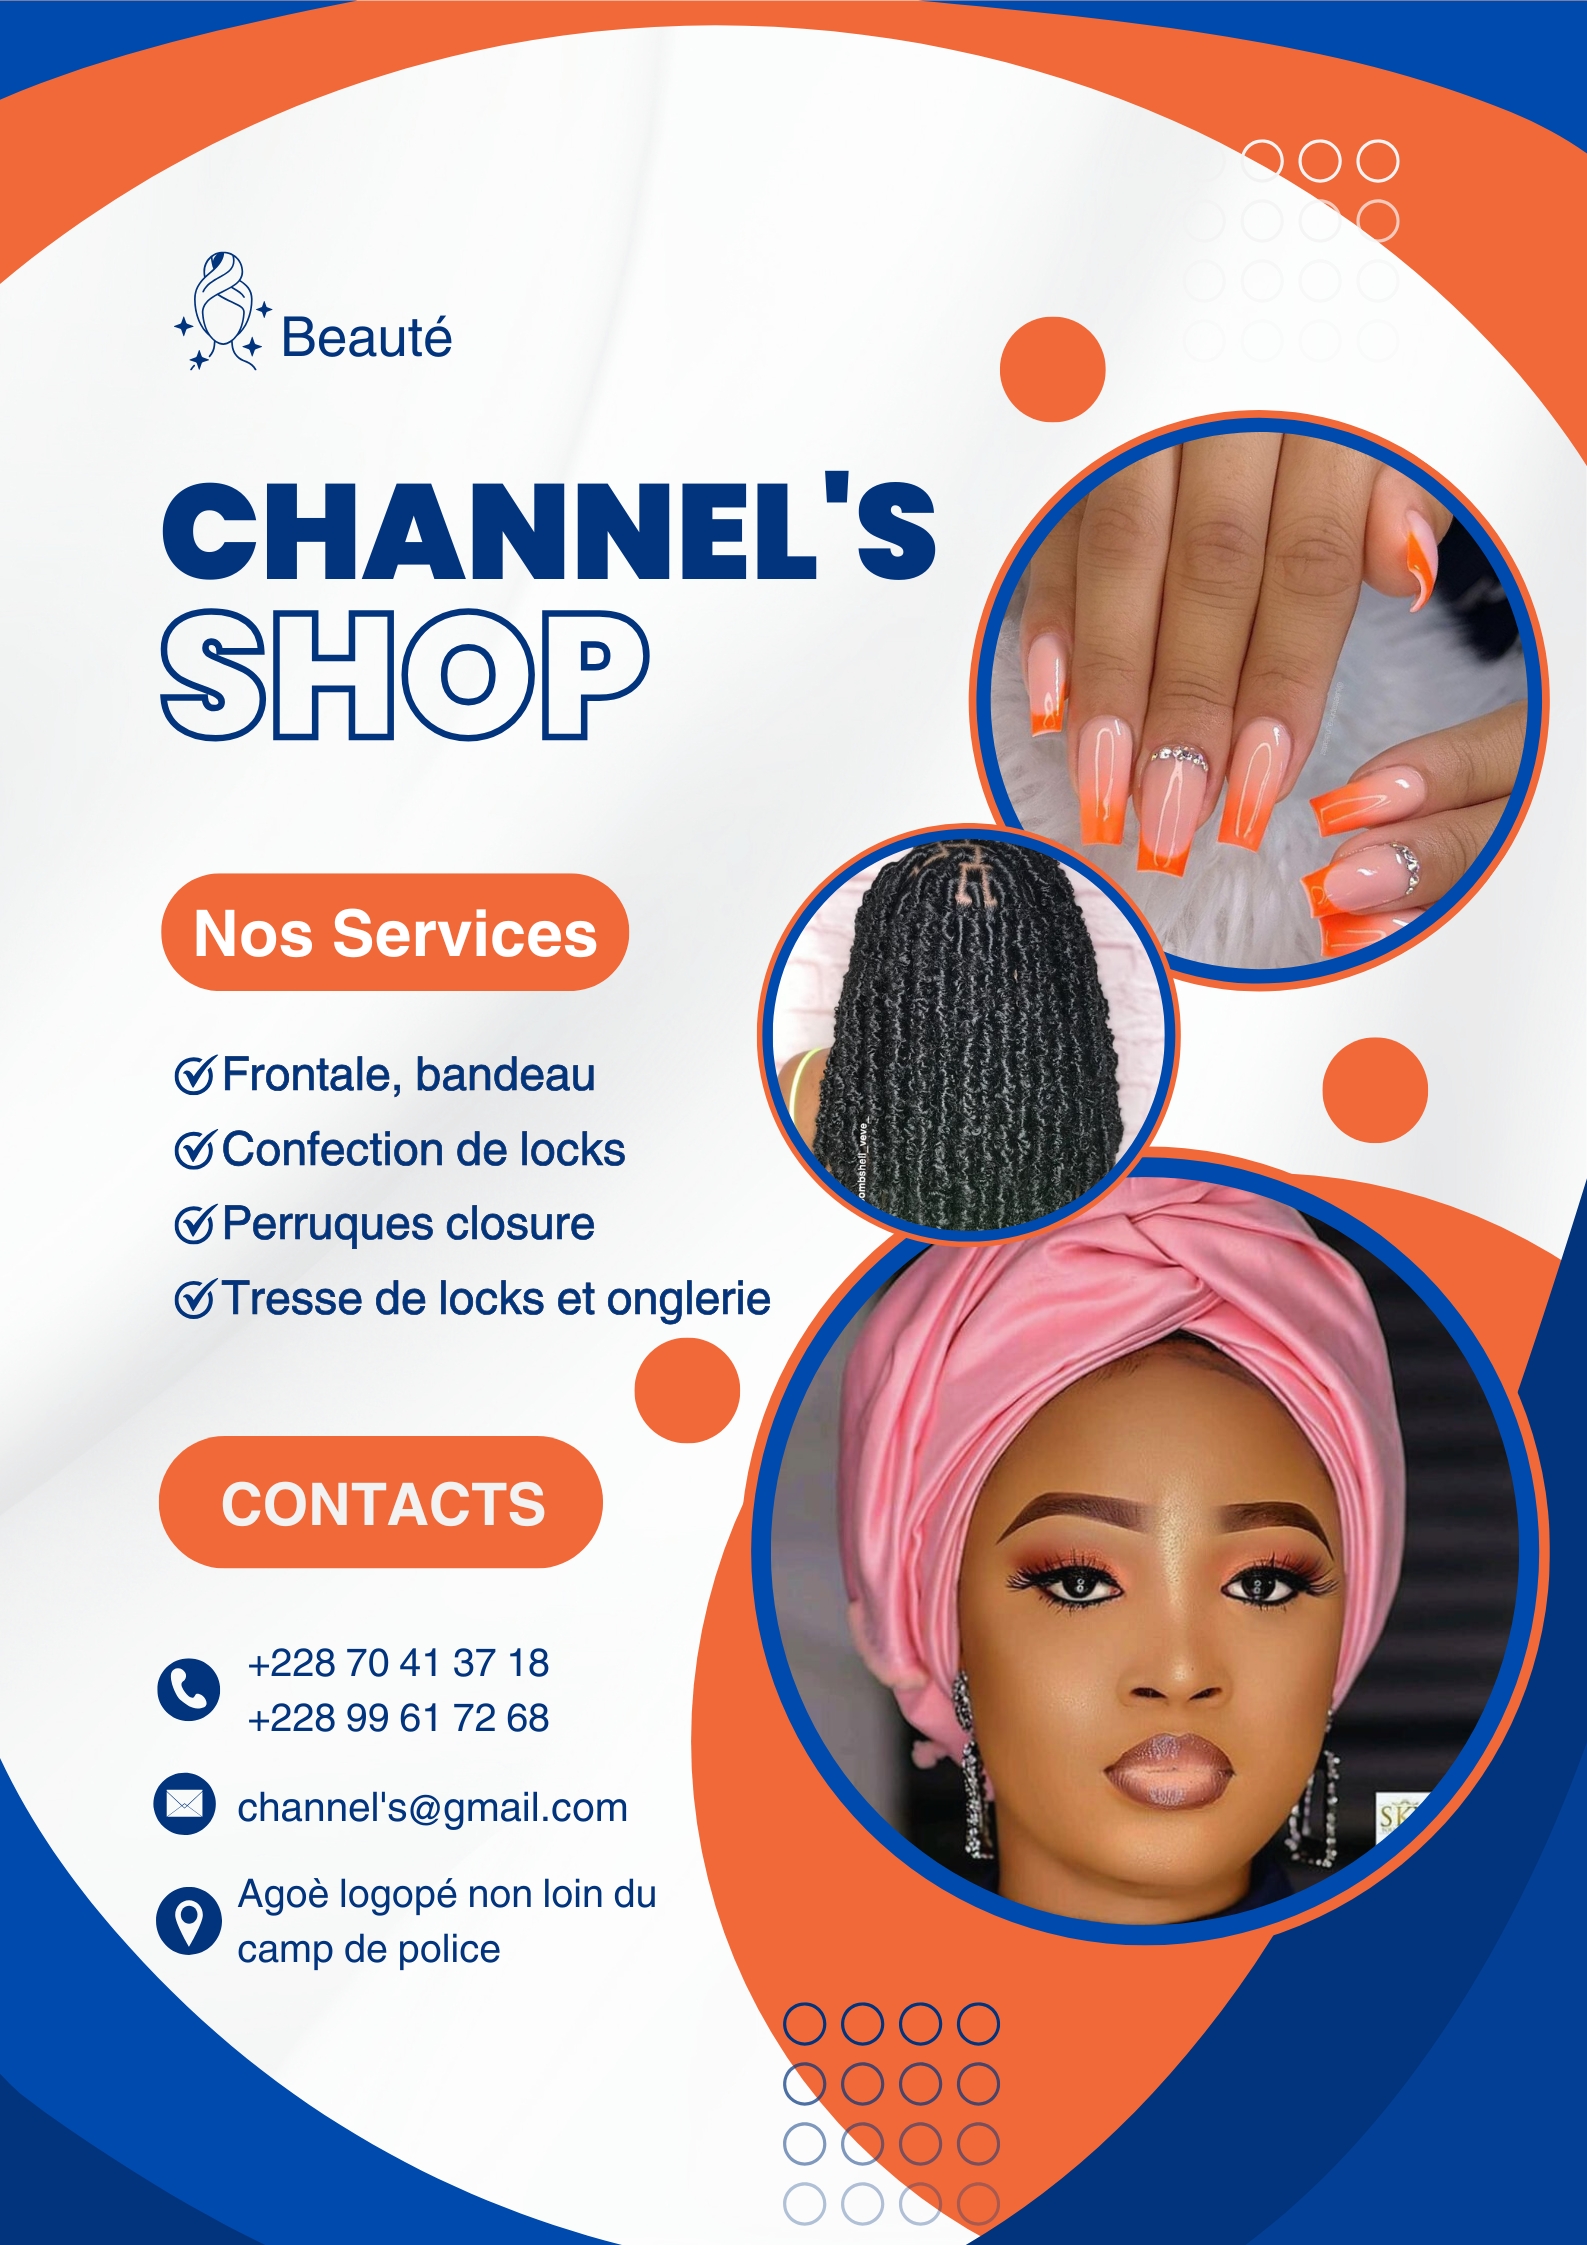 Beauté
CHANNEL'S
SHOP
Nos Services
Frontale, bandeau
Confection de locks
Perruques closure
Tresse de locks et onglerie
CONTACTS
+228 70 41 37 18
+228 99 61 72 68
channel's@gmail.com
Agoè logopé non loin du
camp de police